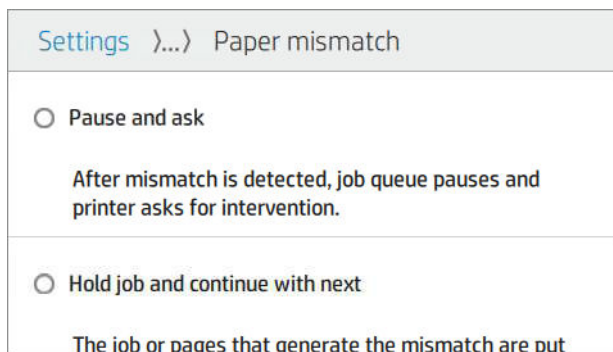 Settings 〉...〉 Paper mismatch
Pause and ask
After mismatch is detected, job queue pauses and
printer asks for intervention.
Hold job and continue with next
The job or pages that generate the mismatch are put